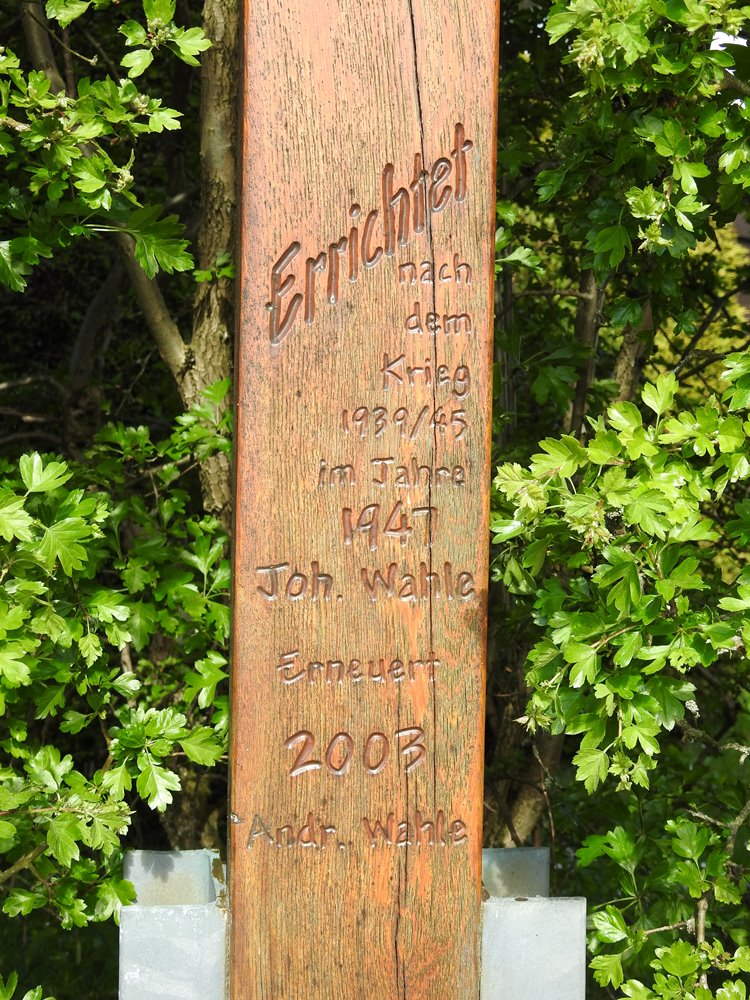 Errichtet
nach
dem
Krieg
1939/45
im Jahre
1947
Joh. Wahle
Erneuert
2003
Andr. Wahle